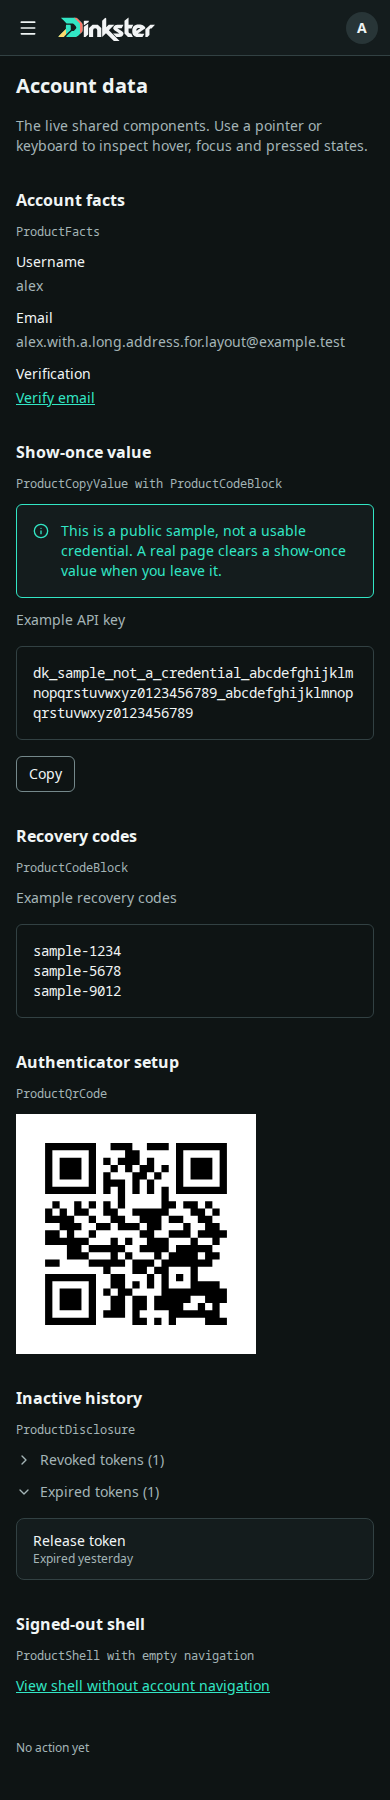 Dinkster
A
Account data
The live shared components. Use a pointer or
keyboard to inspect hover, focus and pressed states.
Account facts
ProductFacts
Username
alex
Email
alex.with.a.long.address.for.layout@example.test
Verification
Verify email
Show-once value
ProductCopyValue with ProductCodeBlock
This is a public sample, not a usable
credential. A real page clears a show-once
value when you leave it.
Example API key
dk_sample_not_a_credential_abcdefghijklm
nopqrstuvwxyz0123456789_abcdefghijklmnop
qrstuvwxyz0123456789
Copy
Recovery codes
ProductCodeBlock
Example recovery codes
sample-1234
sample-5678
sample-9012
Authenticator setup
ProductQrCode
Inactive history
ProductDisclosure
Revoked tokens (1)
Expired tokens (1)
Release token
Expired yesterday
Signed-out shell
ProductShell with empty navigation
View shell without account navigation
No action yet